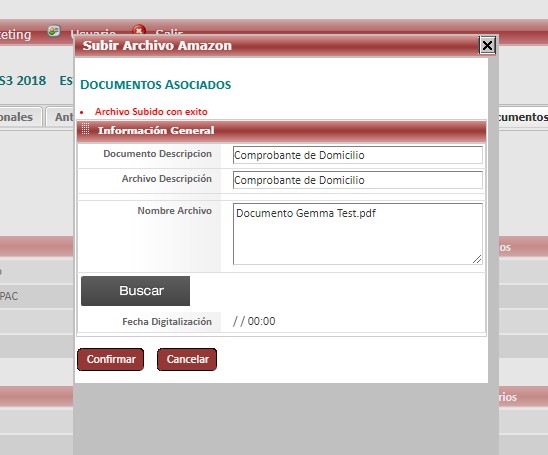 eting Usuario Salir
Subir Archivo Amazon
S3 2018 Es
DOCUMENTOS ASOCIADOS
onales Ant cumentos
Archivo Subido con exito
Información General
Documento Descripcion Comprobante de Domicilio
Archivo Descripción Comprobante de Domicilio
Nombre Archivo Documento Gemma Test.pdf
os
PAC
Buscar
Fecha Digitalización / / 00:00
Confirmar Cancelar
rios